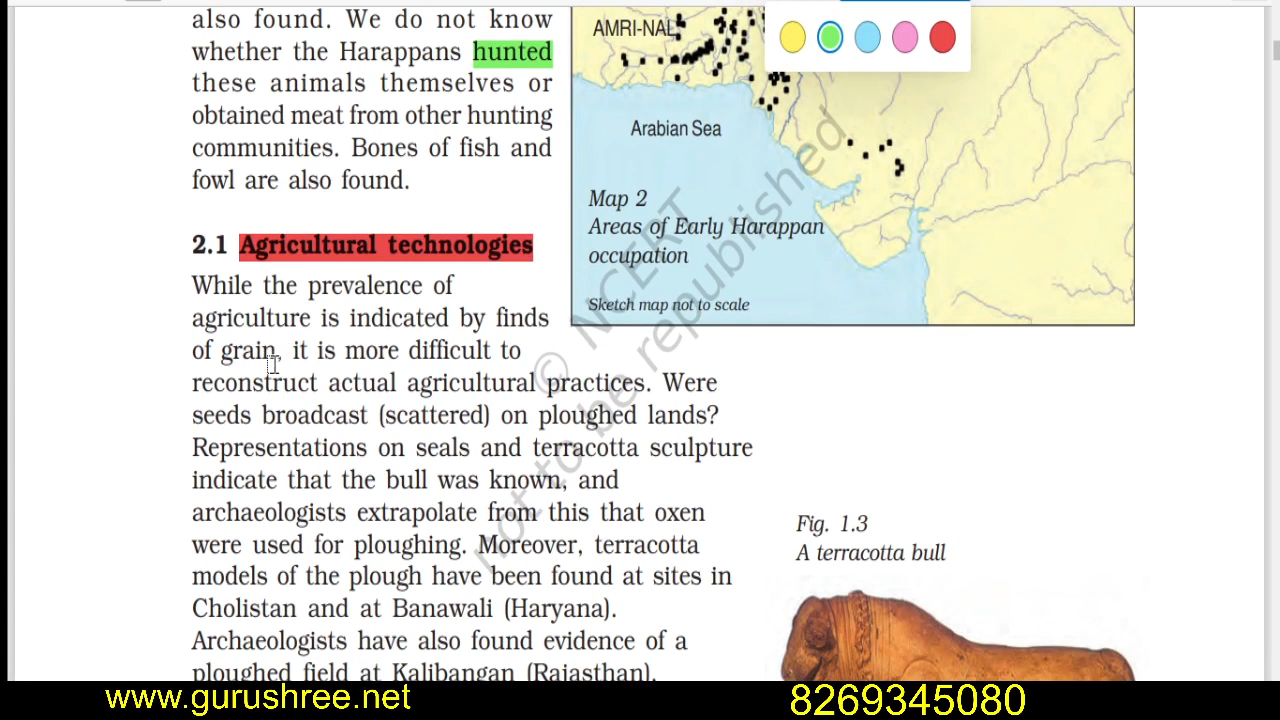 also found. We do not know
whether the Harappans hunted
these animals themselves or
obtained meat from other hunting
communities. Bones of fish and
fowl are also found.
AMRI-NAL
Arabian Sea
Map 2
Areas of Early Harappan
occupation
Sketch map not to scale
2.1 Agricultural technologies
While the prevalence of
agriculture is indicated by finds
of grain, it is more difficult to
reconstruct actual agricultural practices. Were
seeds broadcast (scattered) on ploughed lands?
Representations on seals and terracotta sculpture
indicate that the bull was known, and
archaeologists extrapolate from this that oxen
were used for ploughing. Moreover, terracotta
models of the plough have been found at sites in
Cholistan and at Banawali (Haryana).
Archaeologists have also found evidence of a
ploughed field at Kalibangan (Rajasthan).
Fig. 1.3
A terracotta bull
© NCERT
not to be republished
www.gurushree.net
8269345080